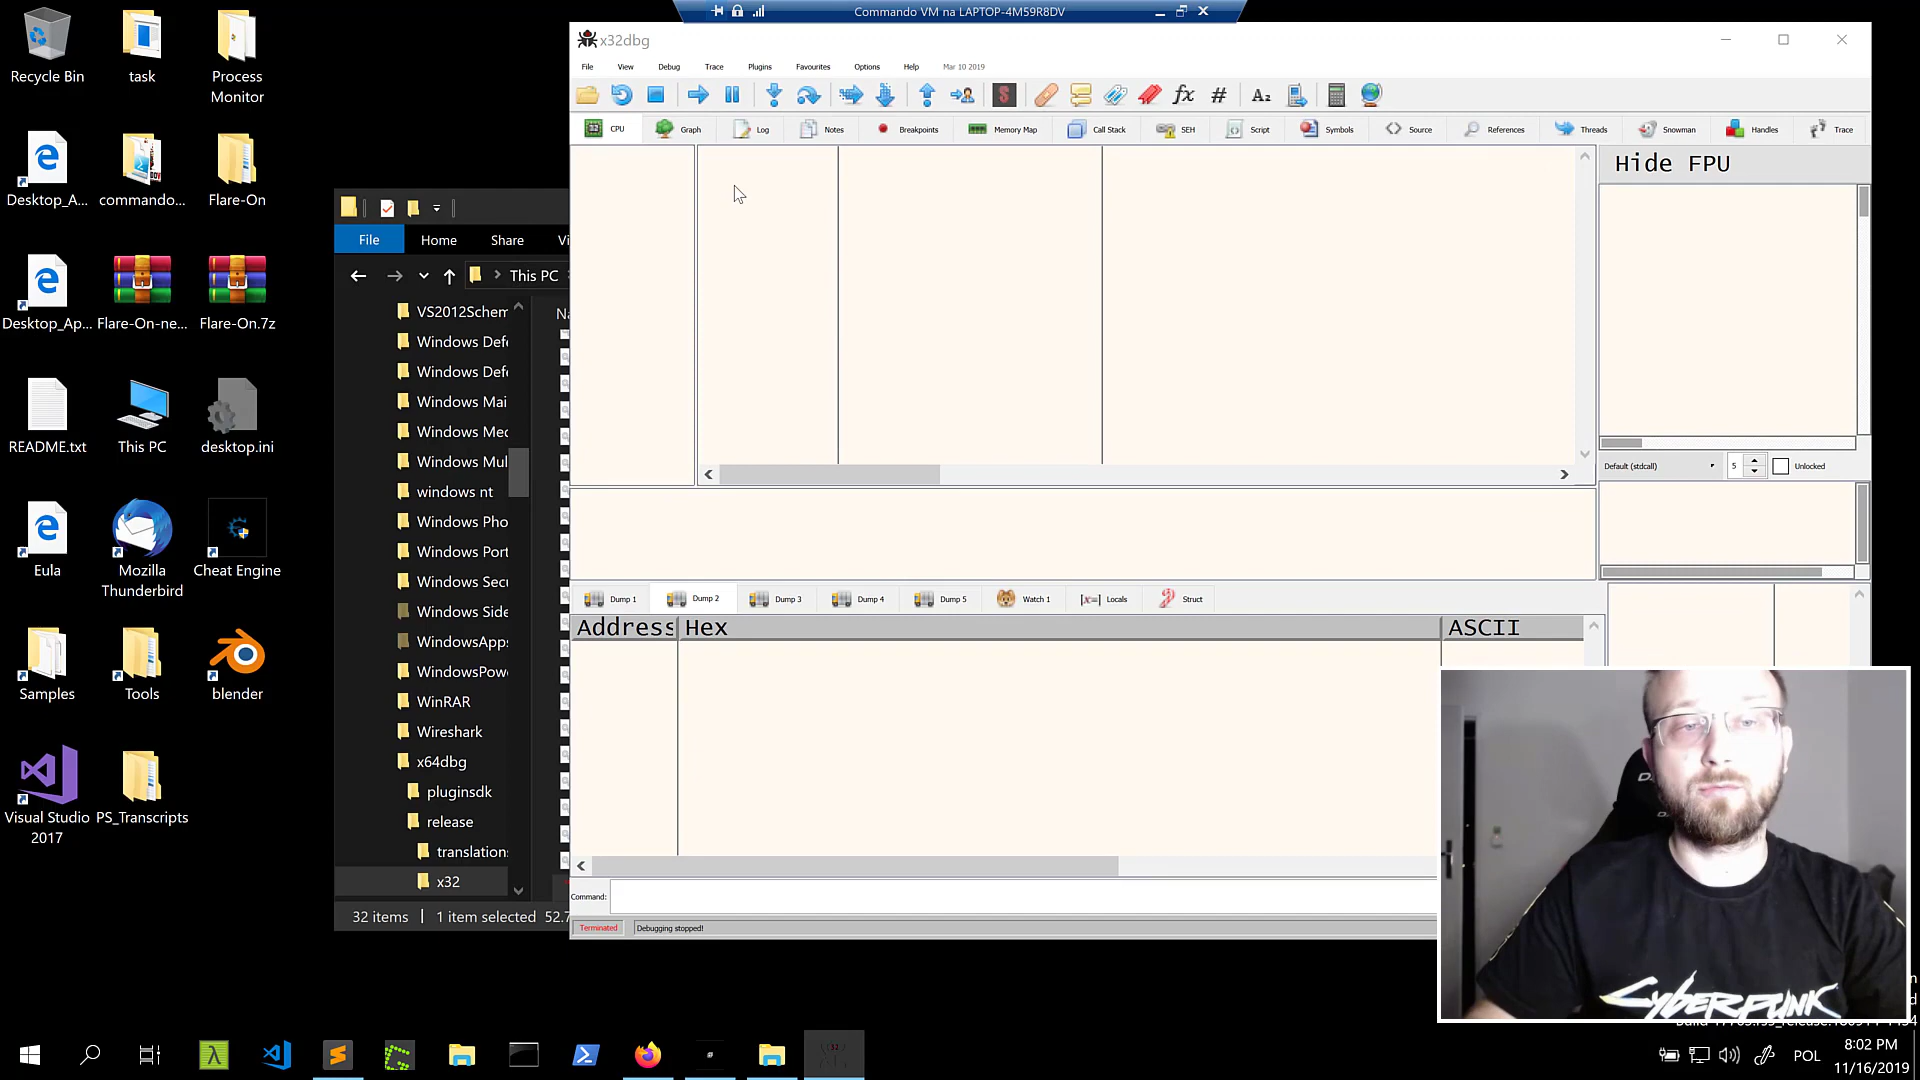 Commando VM na LAPTOP-4M59R8DV
Recycle Bin
task
Process
Monitor
Desktop_A...
commando...
Flare-On
Desktop_Ap...
Flare-On-ne...
Flare-On.7z
README.txt
This PC
desktop.ini
Eula
Mozilla
Thunderbird
Cheat Engine
Samples
Tools
blender
Visual Studio
2017
PS_Transcripts
File
Home
Share
Vi
This PC
VS2012Schem
Windows Defe
Windows Defe
Windows Mai
Windows Med
Windows Mul
windows nt
Windows Pho
Windows Port
Windows Secu
Windows Side
WindowsApps
WindowsPowe
WinRAR
Wireshark
x64dbg
pluginsdk
release
translations
x32
Na
32 items
1 item selected
52.7
x32dbg
File
View
Debug
Trace
Plugins
Favourites
Options
Help
Mar 10 2019
CPU
Graph
Log
Notes
Breakpoints
Memory Map
Call Stack
SEH
Script
Symbols
Source
References
Threads
Snowman
Handles
Trace
Hide FPU
Default (stdcall)
5
Unlocked
Dump 1
Dump 2
Dump 3
Dump 4
Dump 5
Watch 1
Locals
Struct
Address
Hex
ASCII
Command:
Terminated
Debugging stopped!
CYBERPUNK
POL
8:02 PM
11/16/2019